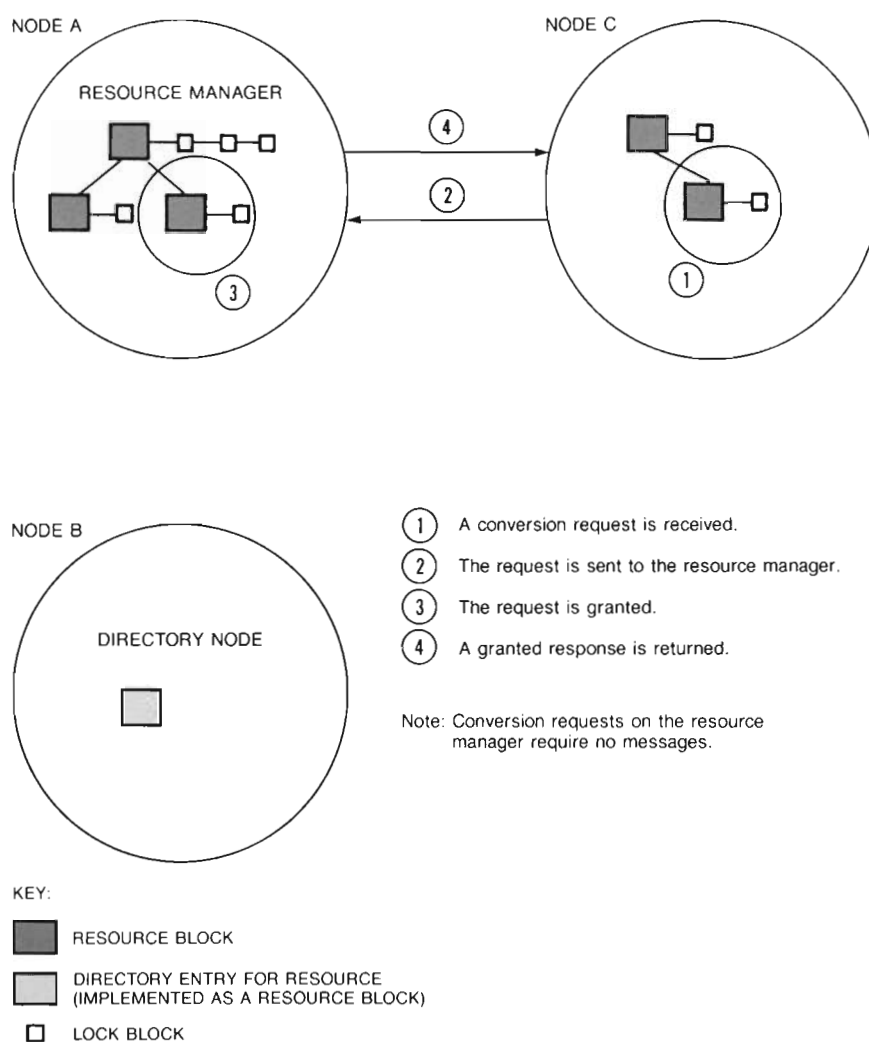 NODE A
NODE C
RESOURCE MANAGER
4
2
3
1
NODE B
DIRECTORY NODE
1 A conversion request is received.
2 The request is sent to the resource manager.
3 The request is granted.
4 A granted response is returned.
Note: Conversion requests on the resource
manager require no messages.
KEY:
RESOURCE BLOCK
DIRECTORY ENTRY FOR RESOURCE
(IMPLEMENTED AS A RESOURCE BLOCK)
LOCK BLOCK